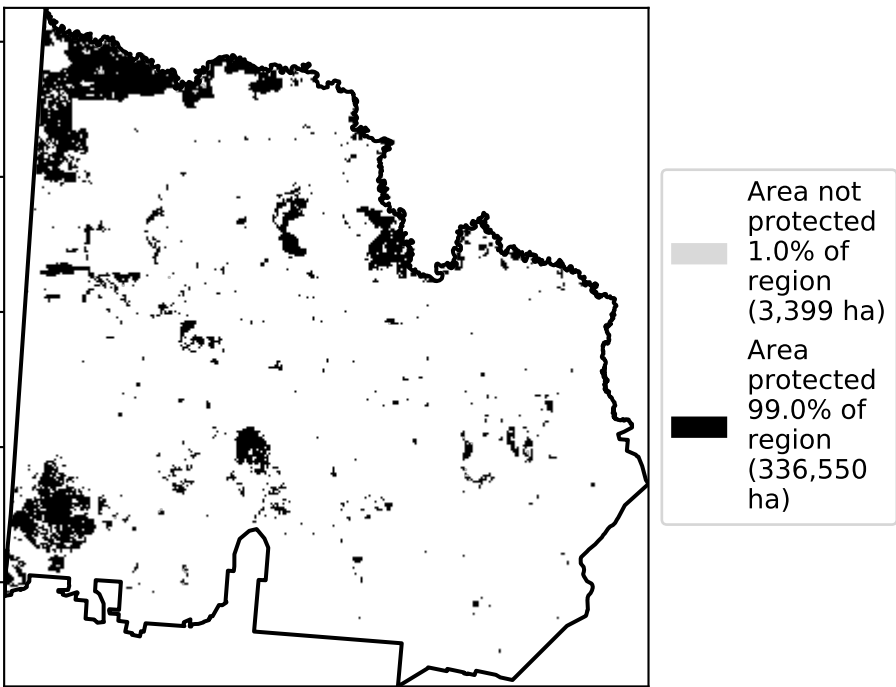 Area not
protected
1.0% of
region
(3,399 ha)
Area
protected
99.0% of
region
(336,550
ha)